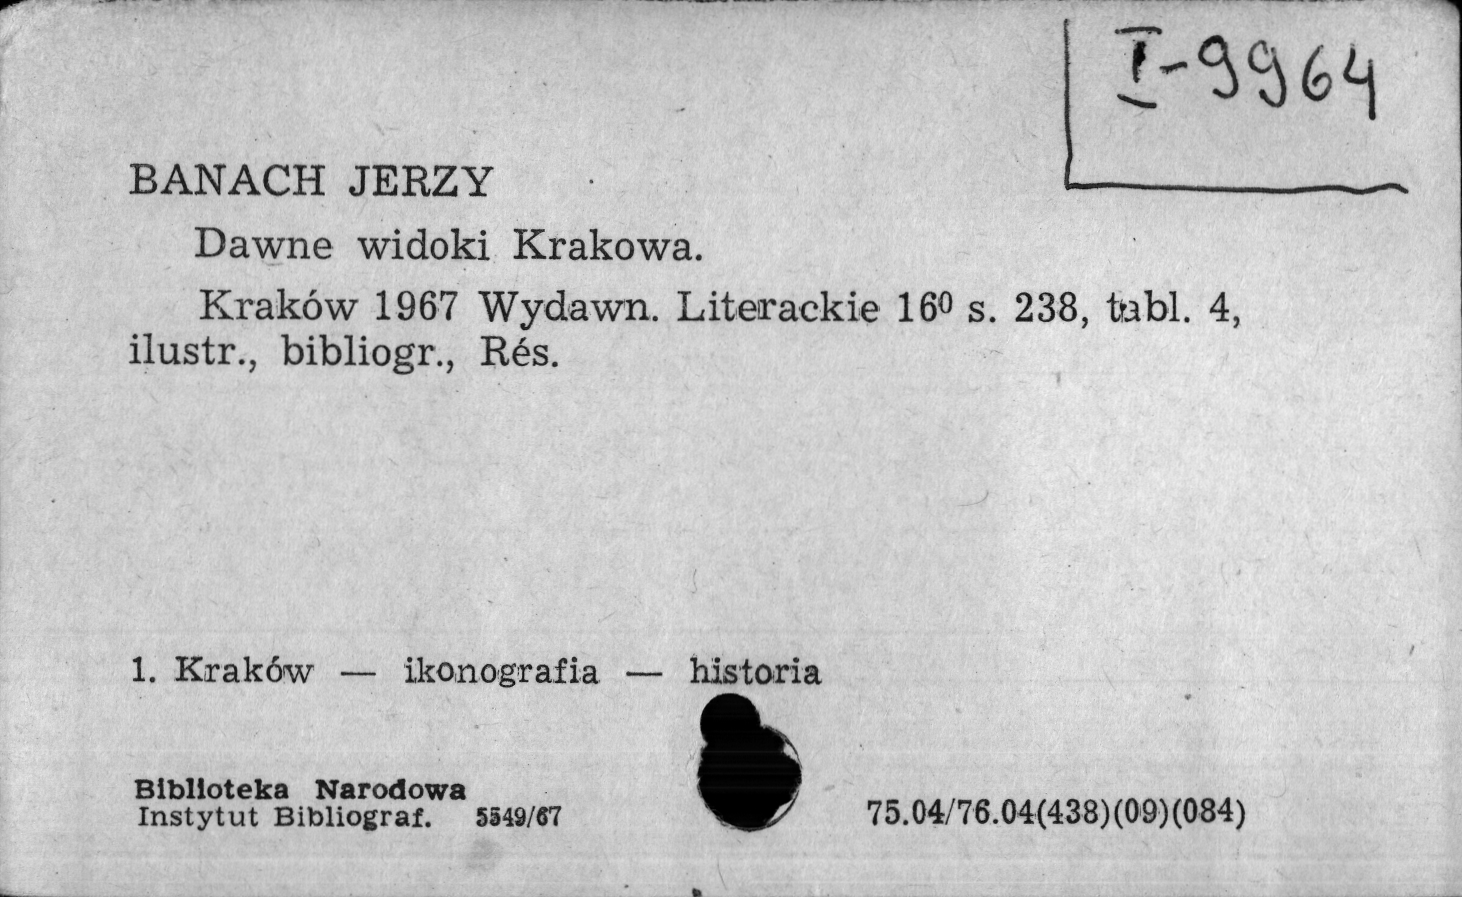 I-9964
BANACH JERZY
Dawne widoki Krakowa.
Kraków 1967 Wydawn. Literackie 16⁰ s. 238, tabl. 4,
ilustr., bibliogr., Rés.
1. Kraków — ikonografia — historia
Biblioteka Narodowa
Instytut Bibliograf. 5549/67
75.04/76.04(438)(09)(084)